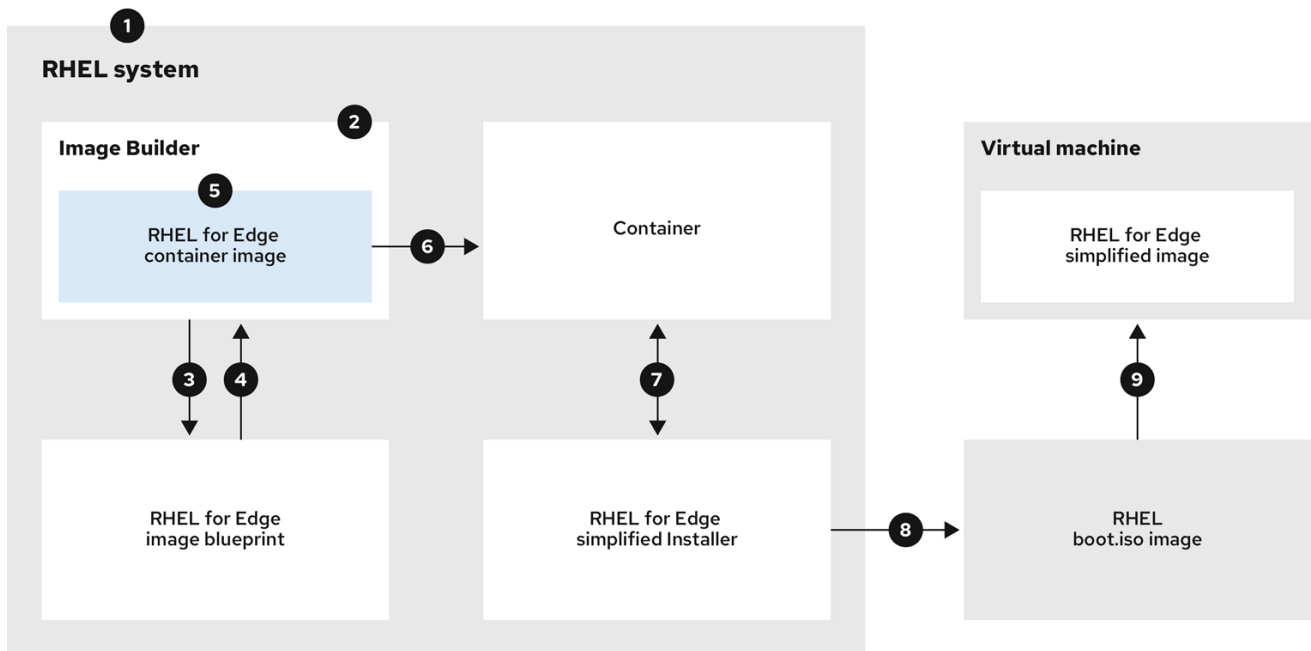 1
RHEL system
2
Image Builder
5
RHEL for Edge
container image
6
Container
Virtual machine
RHEL for Edge
simplified image
3
4
7
9
RHEL for Edge
image blueprint
RHEL for Edge
simplified Installer
8
RHEL
boot.iso image